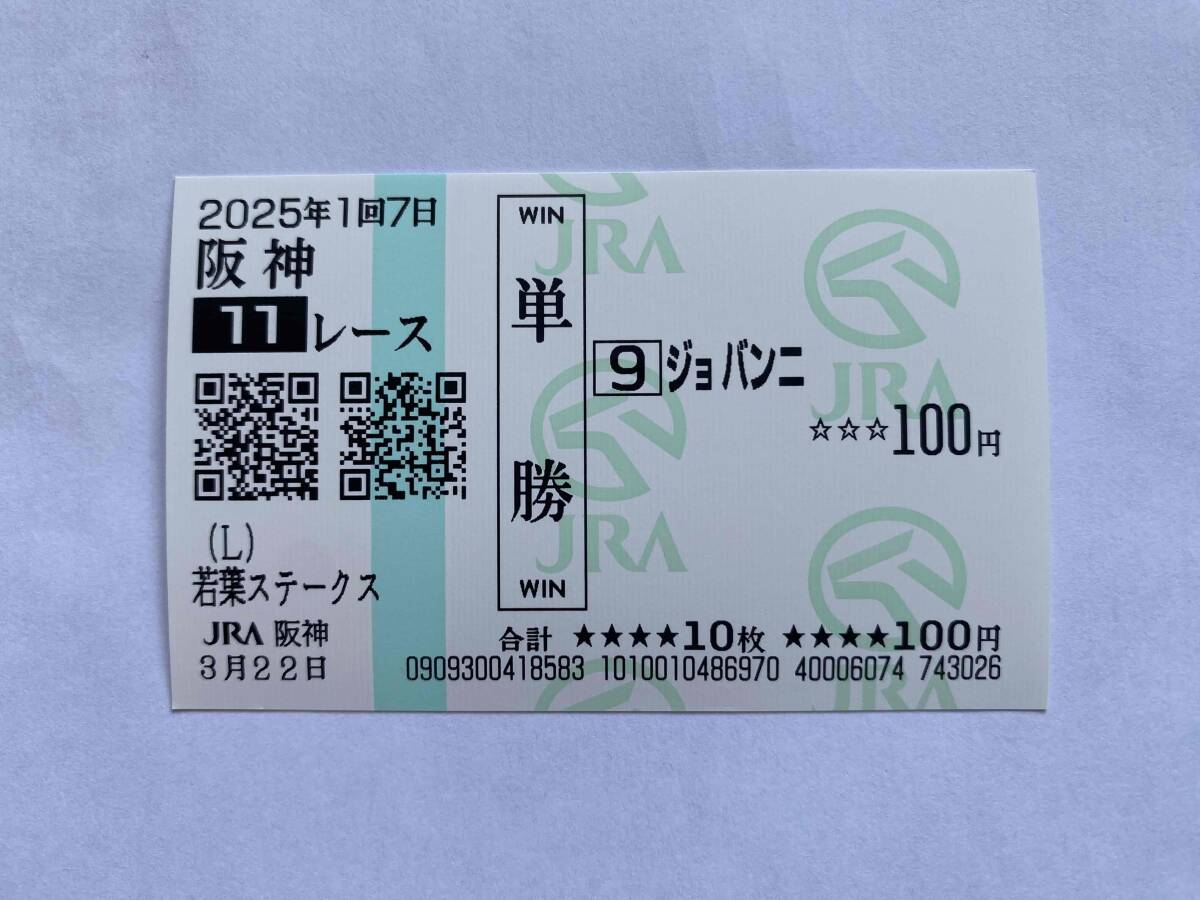 2025年1回7日
阪神
11レース
(L)
若葉ステークス
JRA 阪神
3月22日
WIN
単勝
WIN
9 ジョバンニ
☆☆☆100円
合計 ★★★★10枚 ★★★★100円
0909300418583 1010010486970 40006074 743026
JRA
JRA
JRA
JRA